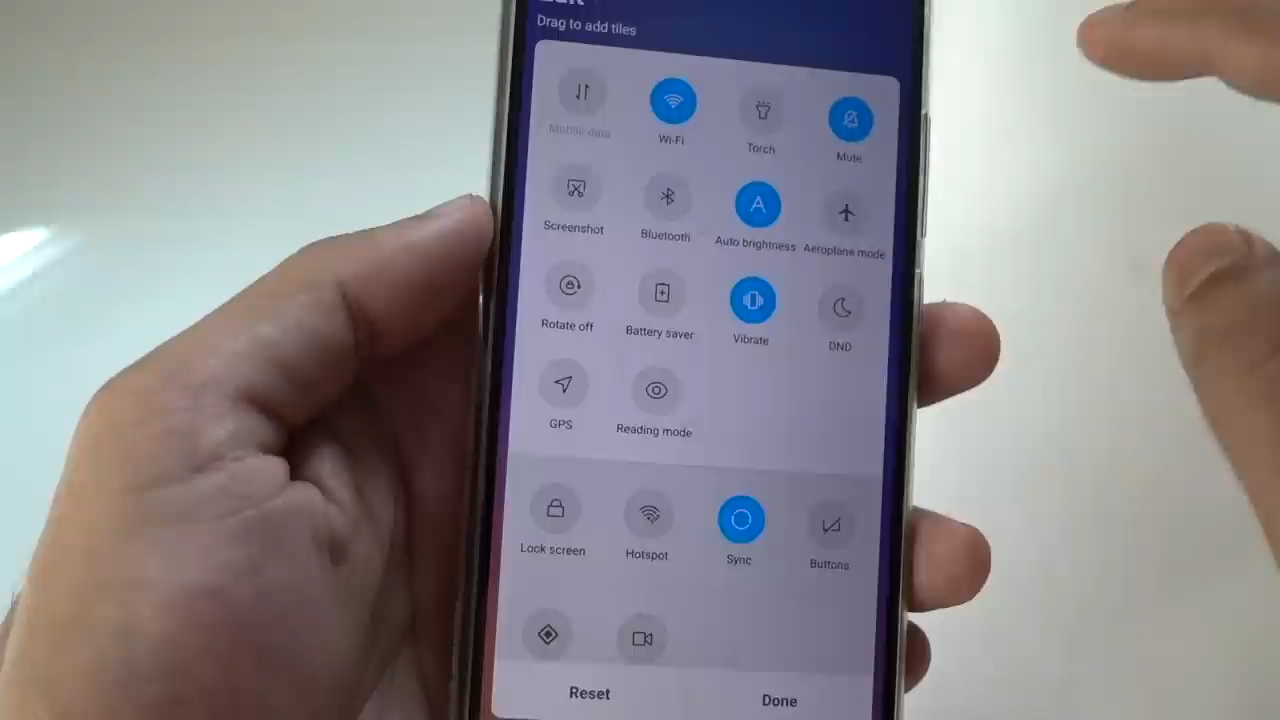 Edit
Drag to add tiles
Mobile data
Wi-Fi
Torch
Mute
Screenshot
Bluetooth
A
Auto brightness
Aeroplane mode
Rotate off
Battery saver
Vibrate
DND
GPS
Reading mode
Lock screen
Hotspot
Sync
Buttons
Reset
Done